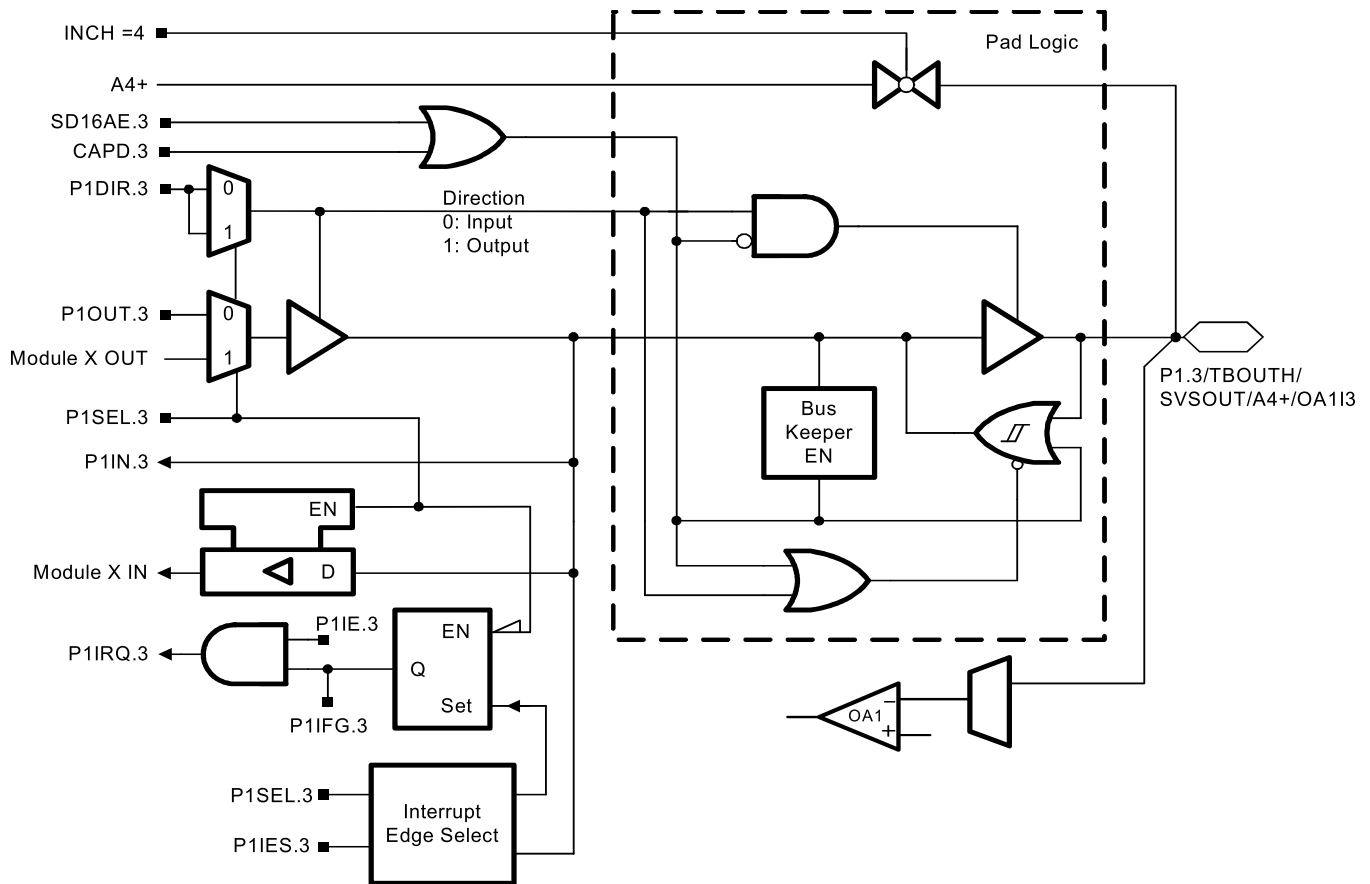 INCH =4
Pad Logic
A4+
SD16AE.3
CAPD.3
P1DIR.3
0
1
Direction
0: Input
1: Output
P1OUT.3
0
Module X OUT
1
P1.3/TBOUTH/
SVSOUT/A4+/OA1I3
P1SEL.3
Bus
Keeper
EN
P1IN.3
EN
Module X IN
D
P1IE.3
EN
P1IRQ.3
Q
Set
P1IFG.3
OA1
−
+
P1SEL.3
Interrupt
Edge Select
P1IES.3